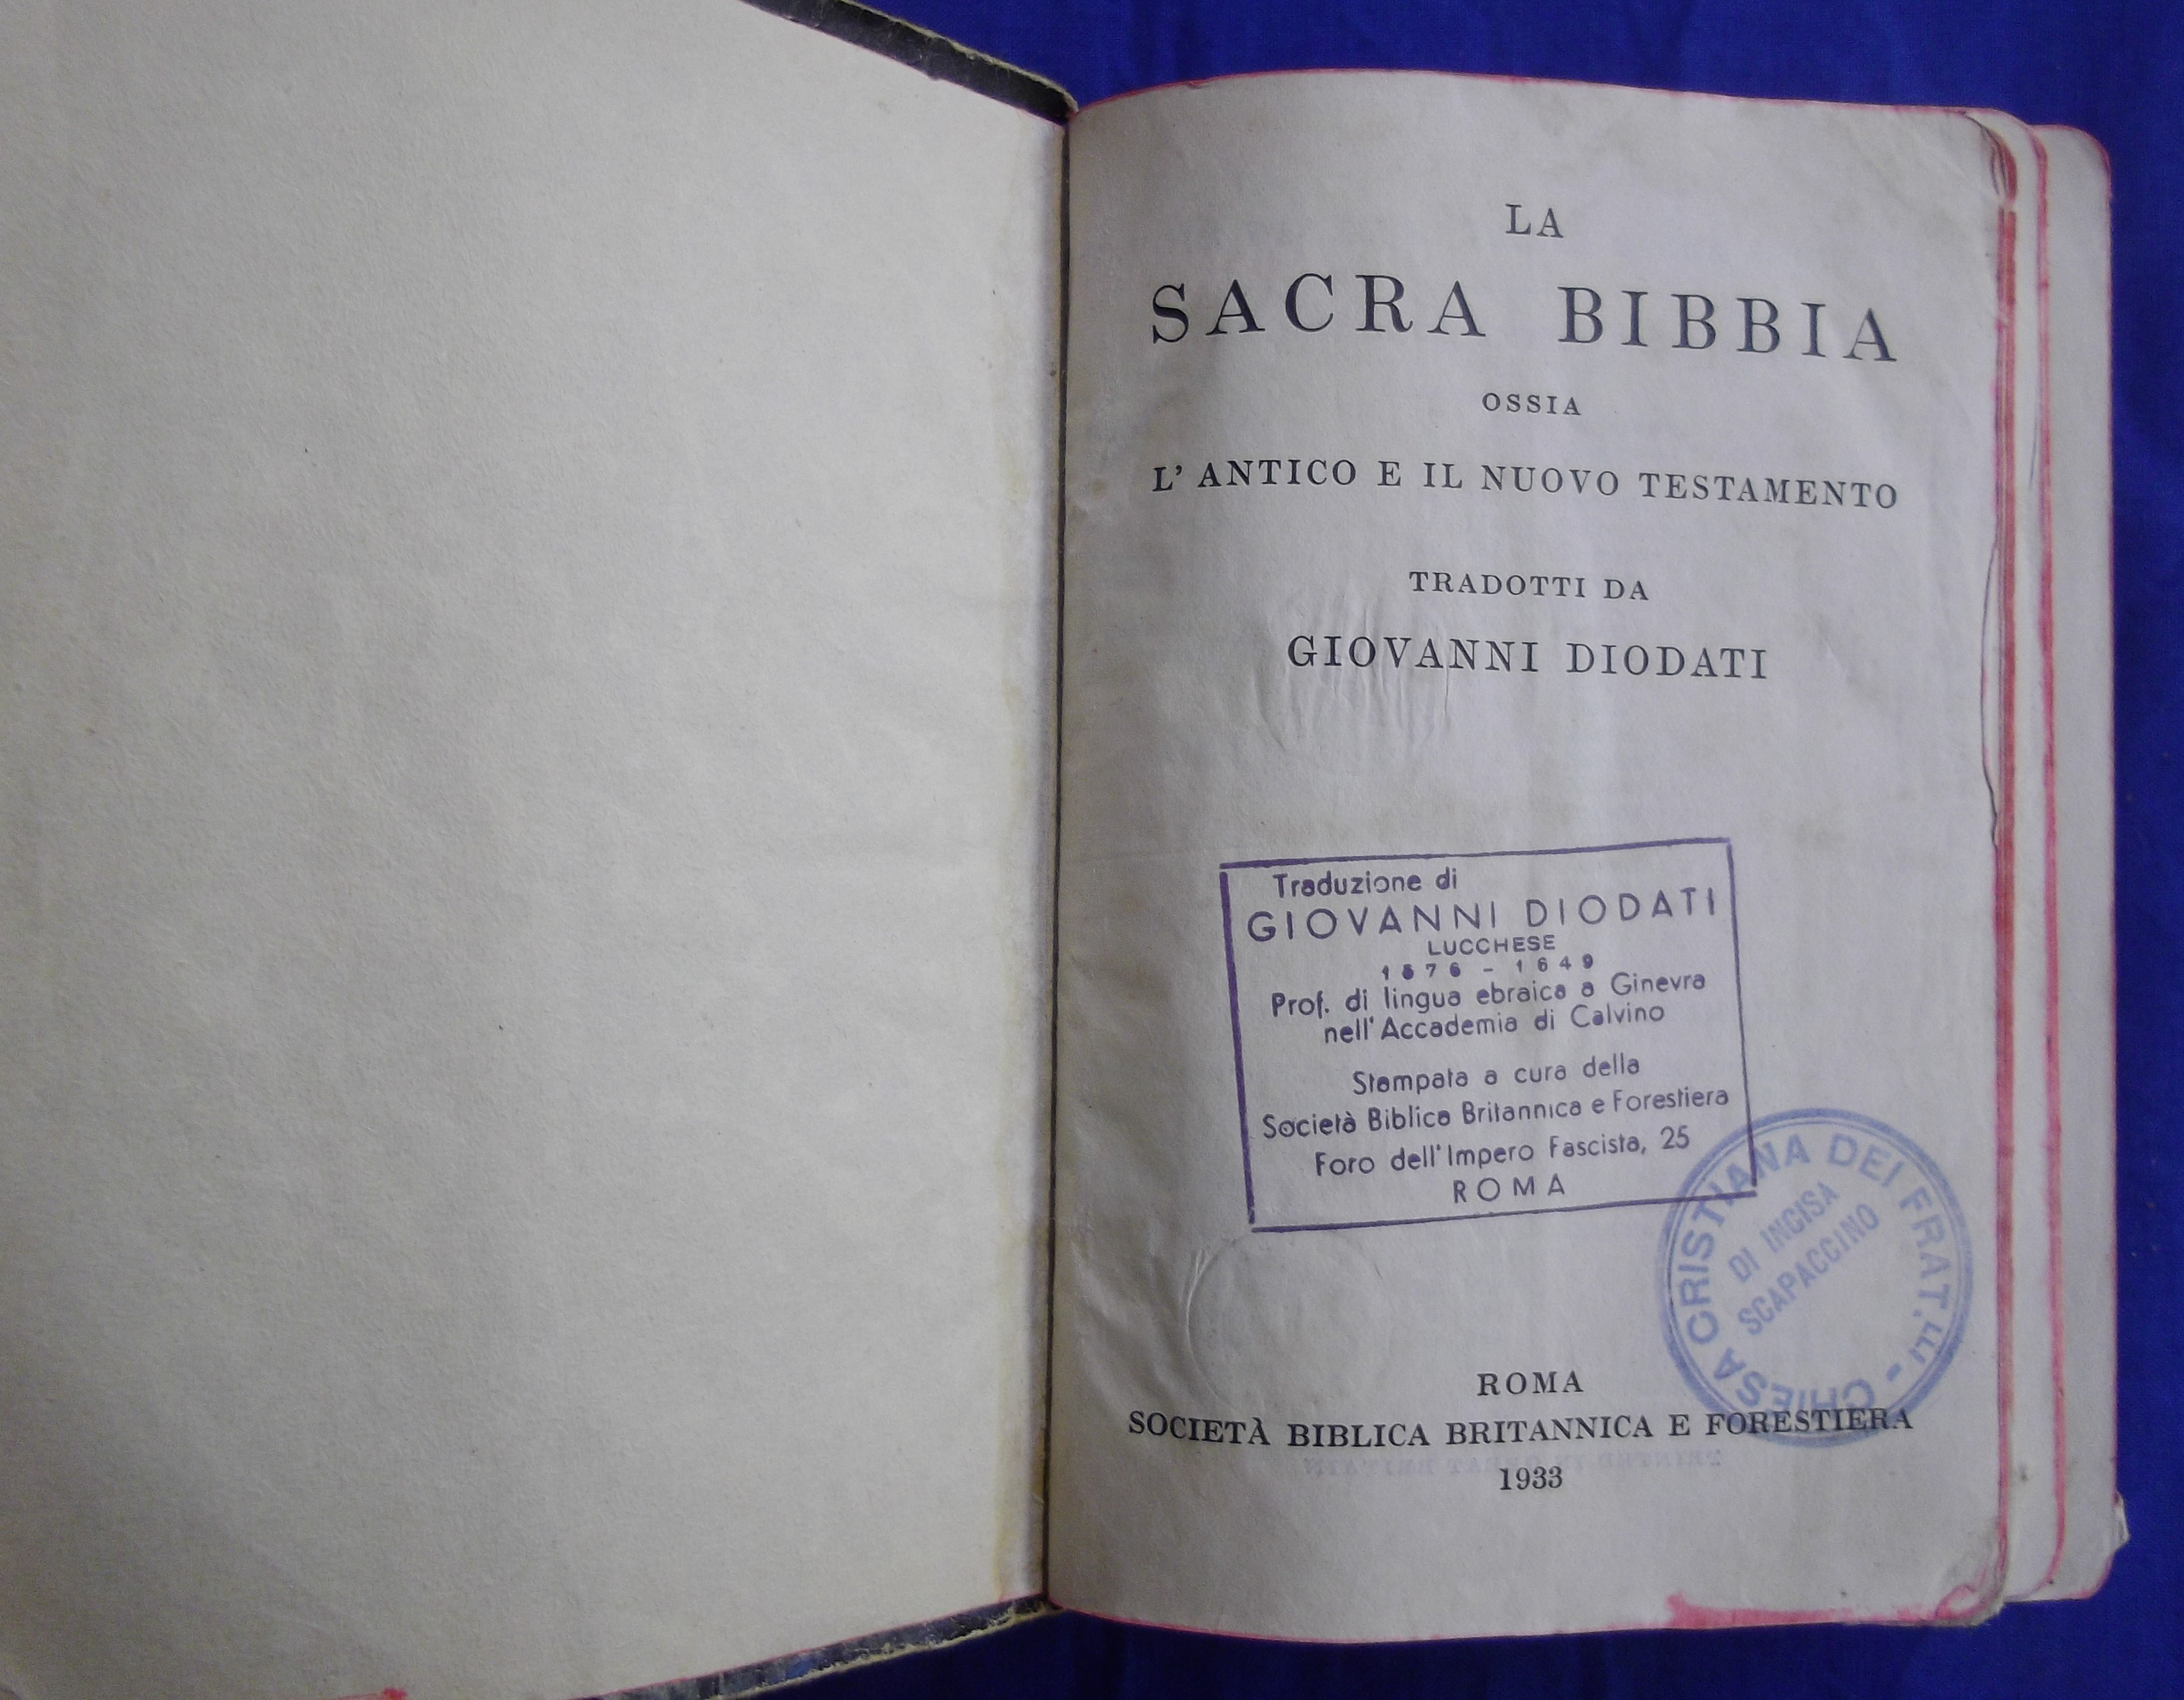 LA
SACRA BIBBIA
OSSIA
L' ANTICO E IL NUOVO TESTAMENTO
TRADOTTI DA
GIOVANNI DIODATI
Traduzione di
GIOVANNI DIODATI
LUCCHESE
1576 - 1649
Prof. di lingua ebraica a Ginevra
nell'Accademia di Calvino
Stampata a cura della
Società Biblica Britannica e Forestiera
Foro dell'Impero Fascista, 25
ROMA
CHIESA CRISTIANA DEI FRAT.LLI -
DI INCISA
SCAPACCINO
ROMA
SOCIETÀ BIBLICA BRITANNICA E FORESTIERA
1933